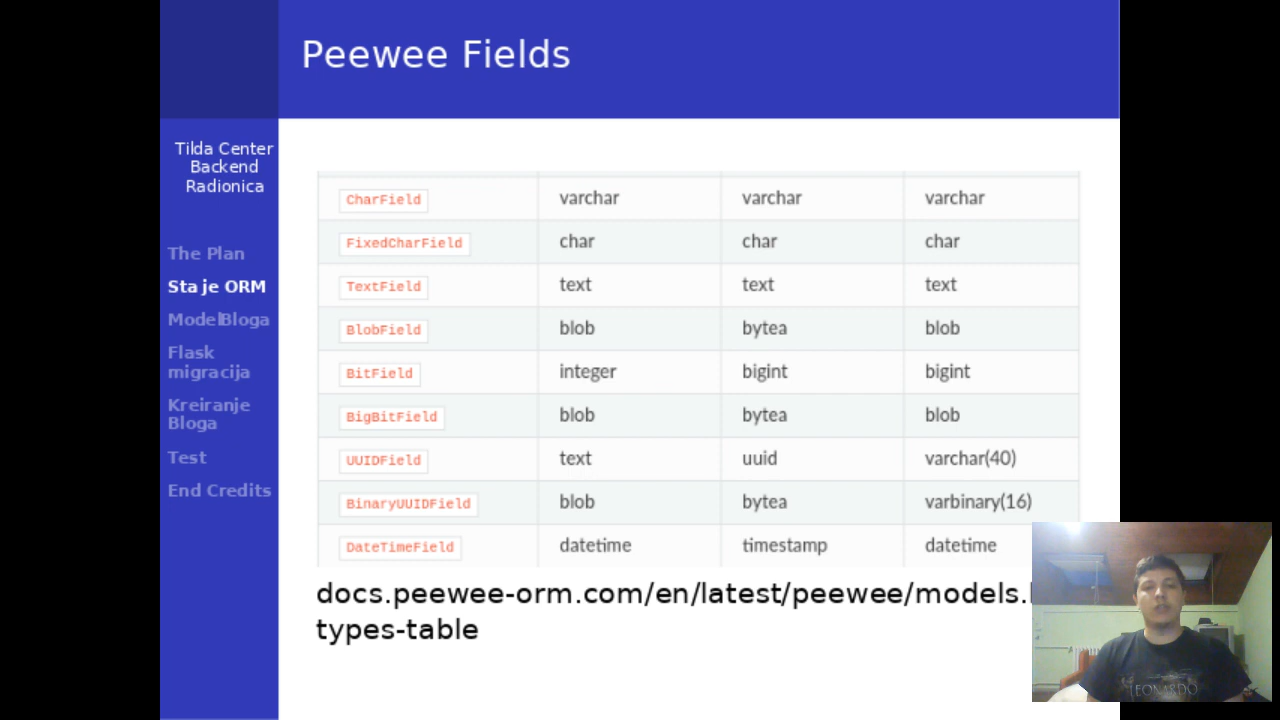 Peewee Fields
Tilda Center
Backend
Radionica
The Plan
Sta je ORM
Model Bloga
Flask
migracija
Kreiranje
Bloga
Test
End Credits
CharField varchar varchar varchar
FixedCharField char char char
TextField text text text
BlobField blob bytea blob
BitField integer bigint bigint
BigBitField blob bytea blob
UUIDField text uuid varchar(40)
BinaryUUIDField blob bytea varbinary(16)
DateTimeField datetime timestamp datetime
docs.peewee-orm.com/en/latest/peewee/models.
types-table
LEONARDO